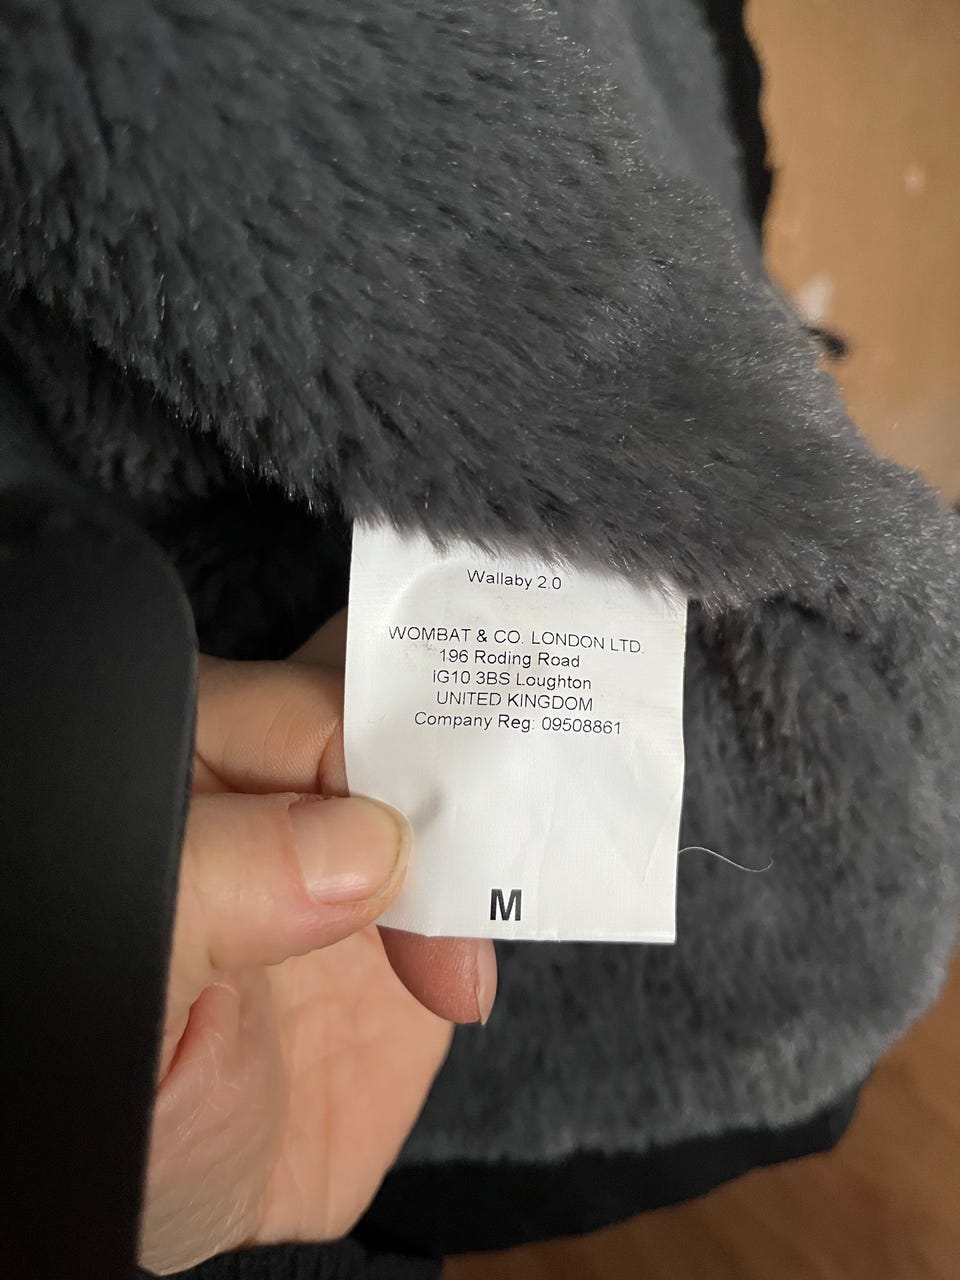 Wallaby 2.0
WOMBAT & CO. LONDON LTD.
196 Roding Road
IG10 3BS Loughton
UNITED KINGDOM
Company Reg: 09508861
M